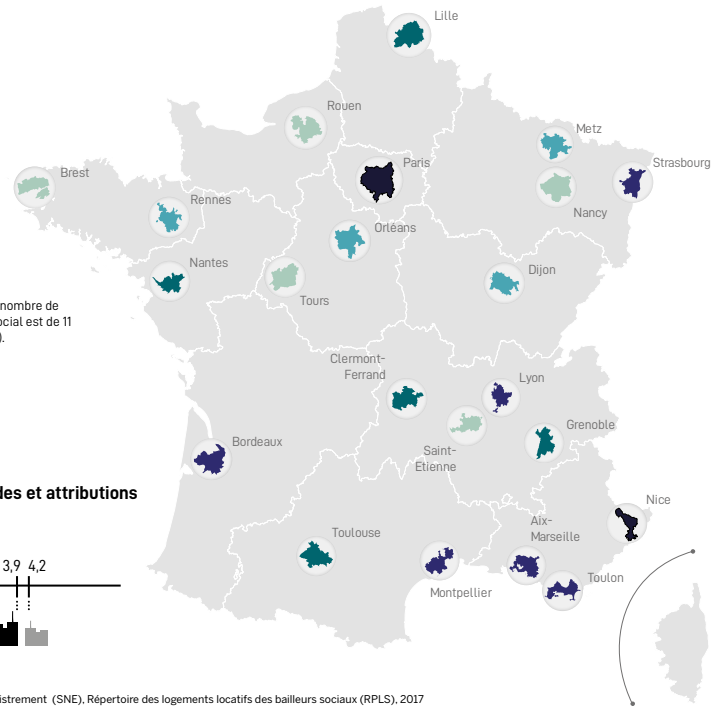 Lille
Rouen
Metz
Paris
Strasbourg
Brest
Rennes
Nancy
Orléans
Nantes
Dijon
Tours
nombre de
ocial est de 11
).
Clermont-
Ferrand
Lyon
Grenoble
Bordeaux
Saint-
Etienne
des et attributions
Nice
Aix-
Marseille
Toulouse
3,9 4,2
Toulon
Montpellier
istrement (SNE), Répertoire des logements locatifs des bailleurs sociaux (RPLS), 2017